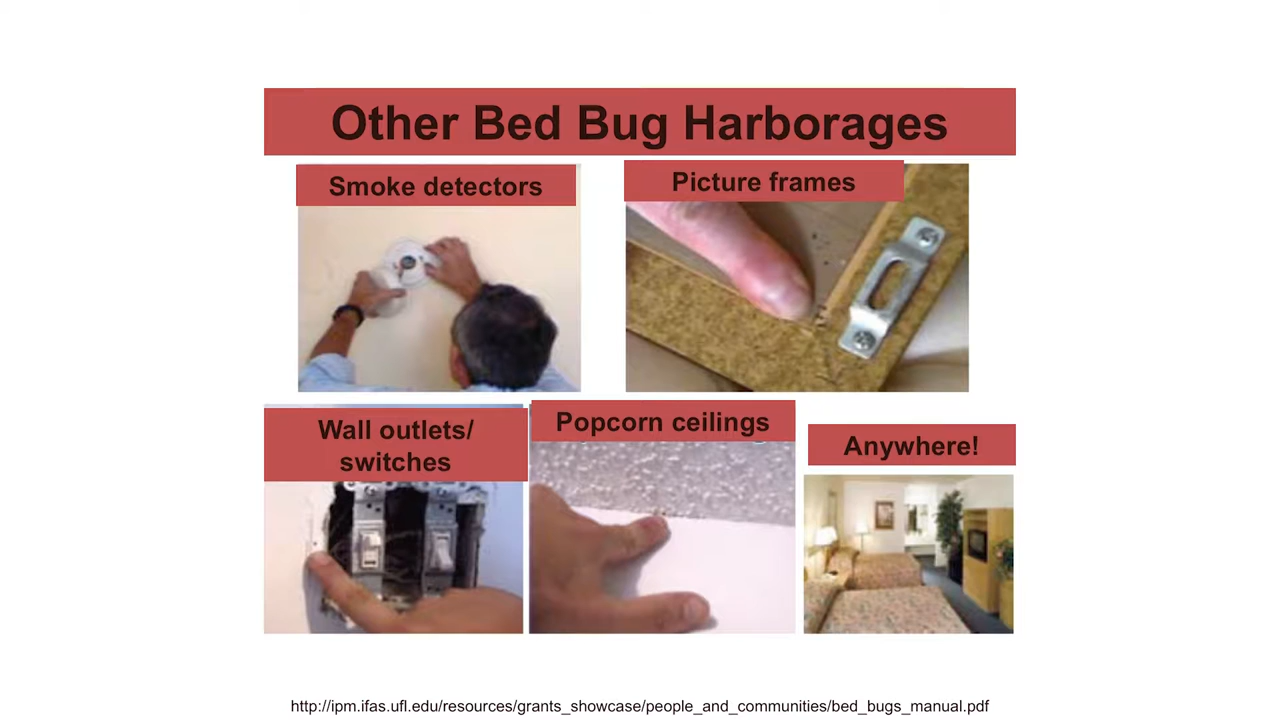 Other Bed Bug Harborages
Smoke detectors
Picture frames
Wall outlets/
switches
Popcorn ceilings
Anywhere!
http://ipm.ifas.ufl.edu/resources/grants_showcase/people_and_communities/bed_bugs_manual.pdf